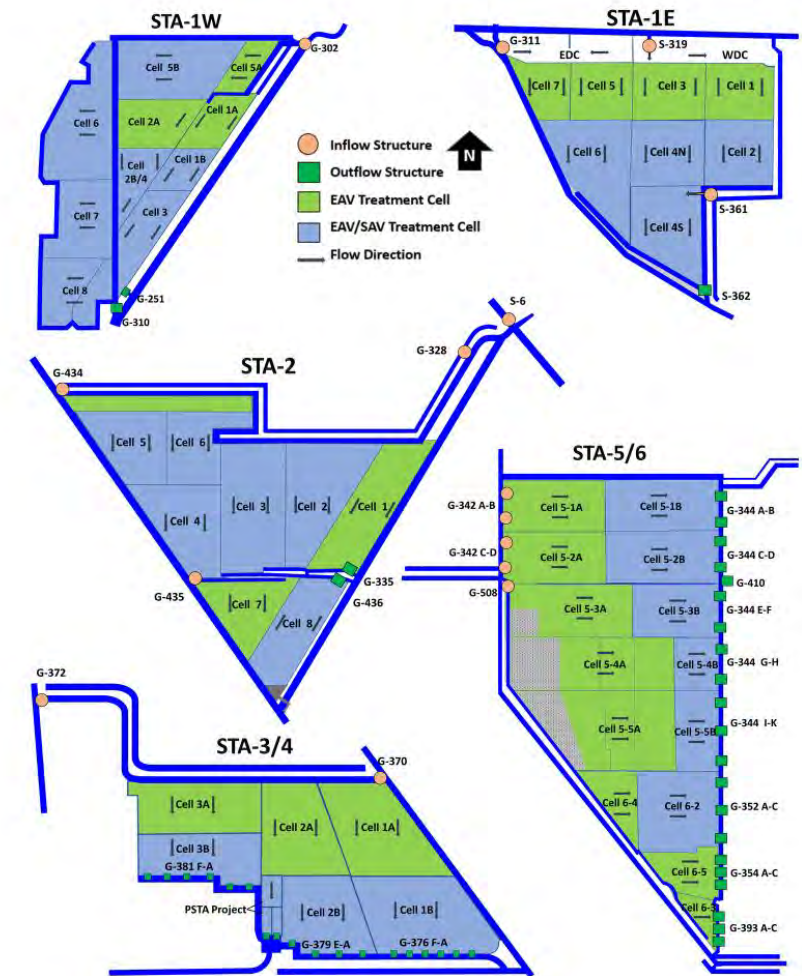 STA-1W
G-302
Cell 5B
Cell 5A
Cell 6
Cell 2A
Cell 1A
Cell
2B/4
Cell 1B
Cell 7
Cell 3
Cell 8
G-251
G-310
STA-1E
G-311
S-319
EDC
WDC
Cell 7
Cell 5
Cell 3
Cell 1
Cell 6
Cell 4N
Cell 2
Cell 4S
S-361
S-362
Inflow Structure
N
Outflow Structure
EAV Treatment Cell
EAV/SAV Treatment Cell
Flow Direction
STA-2
S-6
G-328
G-434
Cell 5
Cell 6
Cell 4
Cell 3
Cell 2
Cell 1
G-335
G-435
G-436
Cell 7
Cell 8
STA-5/6
G-342 A-B
Cell 5-1A
Cell 5-1B
G-344 A-B
G-342 C-D
Cell 5-2A
Cell 5-2B
G-344 C-D
G-410
G-508
Cell 5-3A
Cell 5-3B
G-344 E-F
Cell 5-4A
Cell 5-4B
G-344 G-H
Cell 5-5A
Cell 5-5B
G-344 I-K
Cell 6-4
Cell 6-2
G-352 A-C
Cell 6-5
G-354 A-C
Cell 6-3
G-393 A-C
G-372
STA-3/4
G-370
Cell 3A
Cell 2A
Cell 1A
Cell 3B
G-381 F-A
PSTA Project
Cell 2B
Cell 1B
G-379 E-A
G-376 F-A